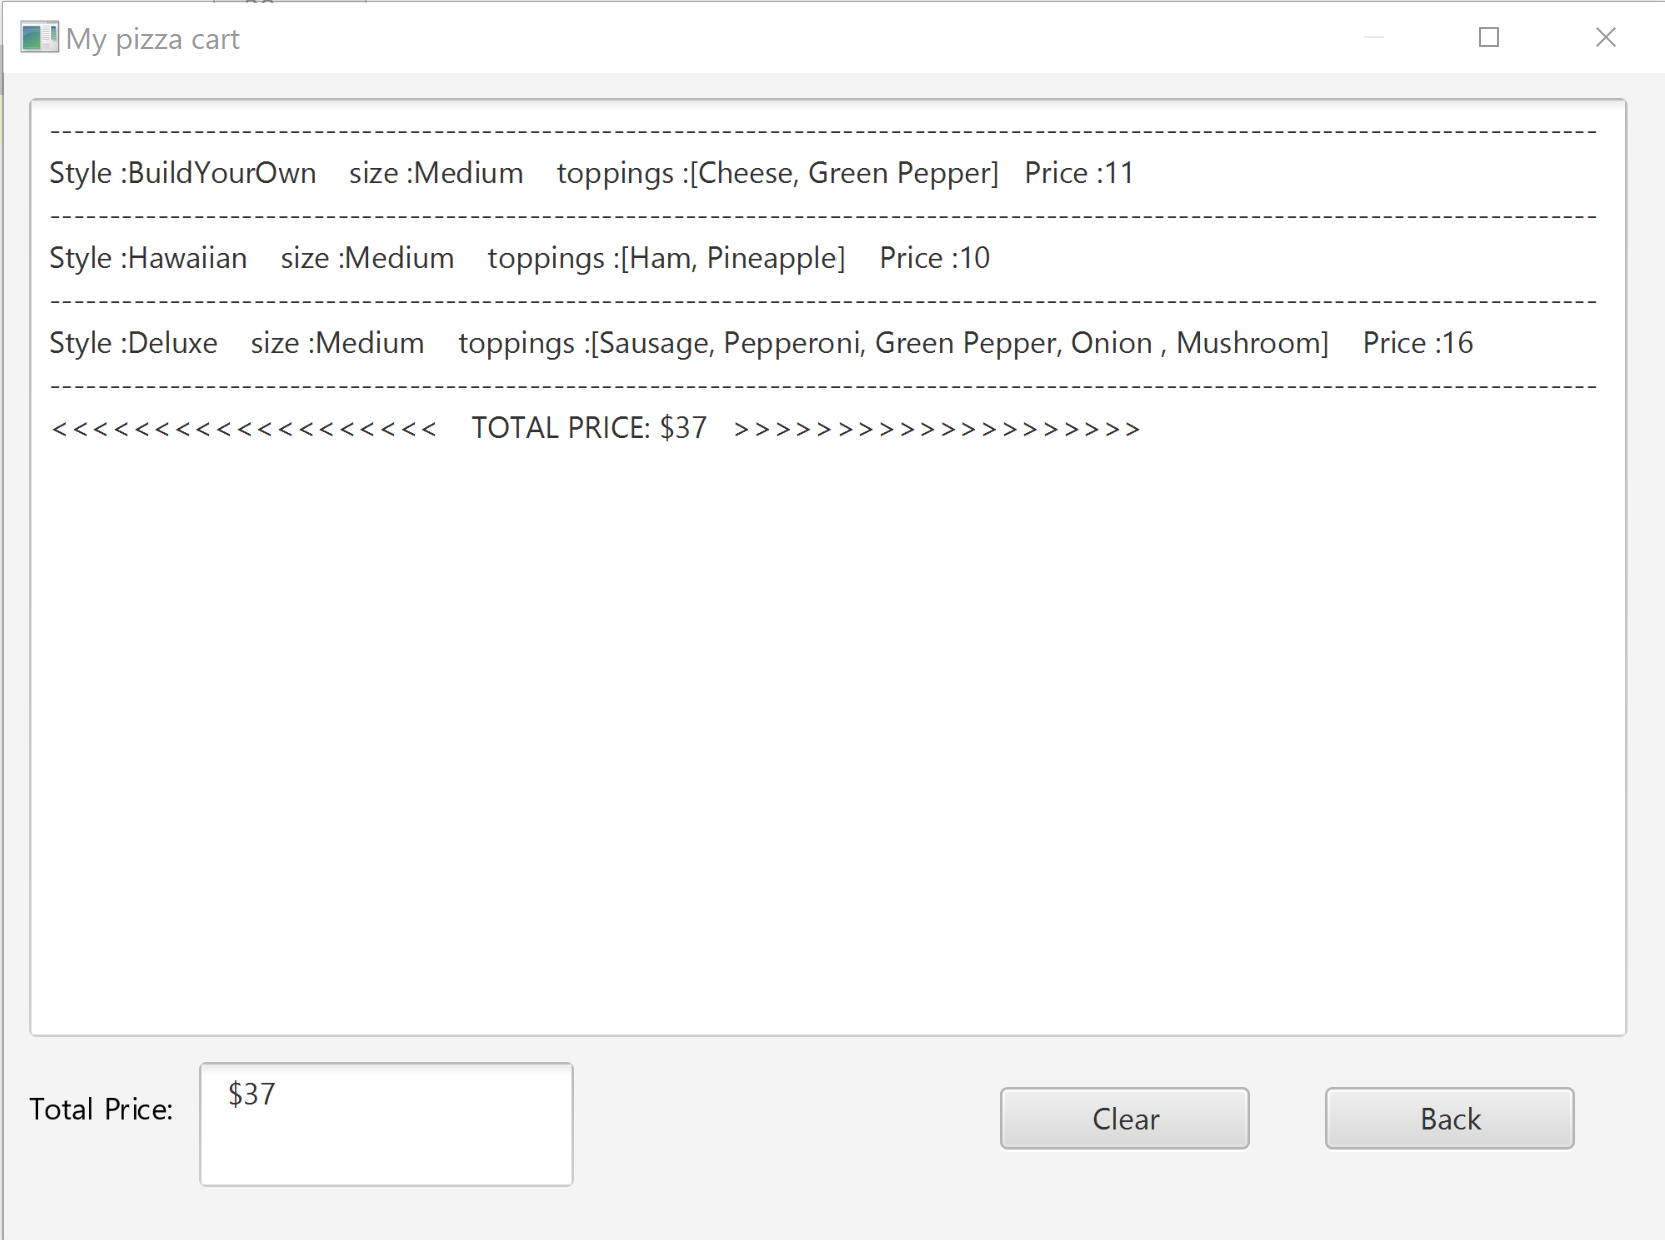 My pizza cart
--------------------------------------------------------------------------------------------------------------------------------
Style :BuildYourOwn    size :Medium    toppings :[Cheese, Green Pepper]   Price :11
--------------------------------------------------------------------------------------------------------------------------------
Style :Hawaiian    size :Medium    toppings :[Ham, Pineapple]    Price :10
--------------------------------------------------------------------------------------------------------------------------------
Style :Deluxe    size :Medium    toppings :[Sausage, Pepperoni, Green Pepper, Onion , Mushroom]    Price :16
--------------------------------------------------------------------------------------------------------------------------------
<<<<<<<<<<<<<<<<<<<    TOTAL PRICE: $37   >>>>>>>>>>>>>>>>>>>>
Total Price: $37
Clear
Back